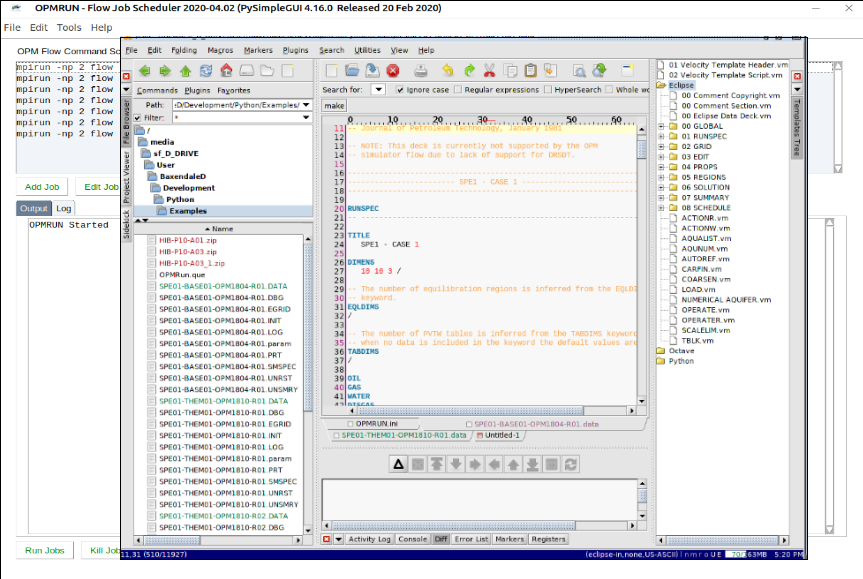 OPMRUN - Flow Job Scheduler 2020-04.02 (PySimpleGUI 4.16.0 Released 20 Feb 2020)
File Edit Tools Help
OPM Flow Command Sc
mpirun -np 2 flow
mpirun -np 2 flow
mpirun -np 2 flow
mpirun -np 2 flow
mpirun -np 2 flow
mpirun -np 2 flow
mpirun -np 2 flow
Add Job Edit Job
Output Log
OPMRUN Started
Run Jobs Kill Jo
File Edit Folding Macros Markers Plugins Search Utilities View Help
Commands Plugins Favorites
Path: :D/Development/Python/Examples/
Filter: *
File Browser
Project Viewer
Sidekick
/
media
sf_D_DRIVE
User
BaxendaleD
Development
Python
Examples
Name
HIB-P10-A01.zip
HIB-P10-A03.zip
HIB-P10-A03_1.zip
OPMRun.que
SPE01-BASE01-OPM1804-R01.DATA
SPE01-BASE01-OPM1804-R01.DBG
SPE01-BASE01-OPM1804-R01.EGRID
SPE01-BASE01-OPM1804-R01.INIT
SPE01-BASE01-OPM1804-R01.LOG
SPE01-BASE01-OPM1804-R01.param
SPE01-BASE01-OPM1804-R01.PRT
SPE01-BASE01-OPM1804-R01.SMSPEC
SPE01-BASE01-OPM1804-R01.UNRST
SPE01-BASE01-OPM1804-R01.UNSMRY
SPE01-THEM01-OPM1810-R01.DATA
SPE01-THEM01-OPM1810-R01.DBG
SPE01-THEM01-OPM1810-R01.EGRID
SPE01-THEM01-OPM1810-R01.INIT
SPE01-THEM01-OPM1810-R01.LOG
SPE01-THEM01-OPM1810-R01.param
SPE01-THEM01-OPM1810-R01.PRT
SPE01-THEM01-OPM1810-R01.SMSPEC
SPE01-THEM01-OPM1810-R01.UNRST
SPE01-THEM01-OPM1810-R01.UNSMRY
SPE01-THEM01-OPM1810-R02.DATA
SPE01-THEM01-OPM1810-R02.DBG
Search for: Ignore case Regular expressions HyperSearch Whole wo
make
0 10 20 30 40 50 60
11 -- Journal of Petroleum Technology, January 1981.
12 --
13 -- NOTE: This deck is currently not supported by the OPM
14 -- simulator flow due to lack of support for DRSDT.
15
16
17 SPE1 - CASE 1
18
19
20 RUNSPEC
21
22
23 TITLE
24 SPE1 - CASE 1
25
26 DIMENS
27 10 10 3 /
28
29 -- The number of equilibration regions is inferred from the EQLDI
30 -- keyword.
31 EQLDIMS
32 /
33
34 -- The number of PVTW tables is inferred from the TABDIMS keyword
35 -- when no data is included in the keyword the default values are
36 TABDIMS
37 /
38
39 OIL
40 GAS
41 WATER
42 DISGAS
OPMRUN.ini SPE01-BASE01-OPM1804-R01.data
SPE01-THEM01-OPM1810-R01.data Untitled-1
Activity Log Console Diff Error List Markers Registers
01 Velocity Template Header.vm
02 Velocity Template Script.vm
Eclipse
00 Comment Copyright.vm
00 Comment Section.vm
00 Eclipse Data Deck.vm
00 GLOBAL
01 RUNSPEC
02 GRID
03 EDIT
04 PROPS
05 REGIONS
06 SOLUTION
07 SUMMARY
08 SCHEDULE
ACTIONR.vm
ACTIONW.vm
AQUALIST.vm
AQUNUM.vm
AUTOREF.vm
CARFIN.vm
COARSEN.vm
LOAD.vm
NUMERICAL AQUIFER.vm
OPERATE.vm
OPERATER.vm
SCALELIM.vm
TBLK.vm
Octave
Python
Templates Tree
11,31 (510/11927) (eclipse-in,none,US-ASCII) n m r o U E 70/263MB 5:20 PM